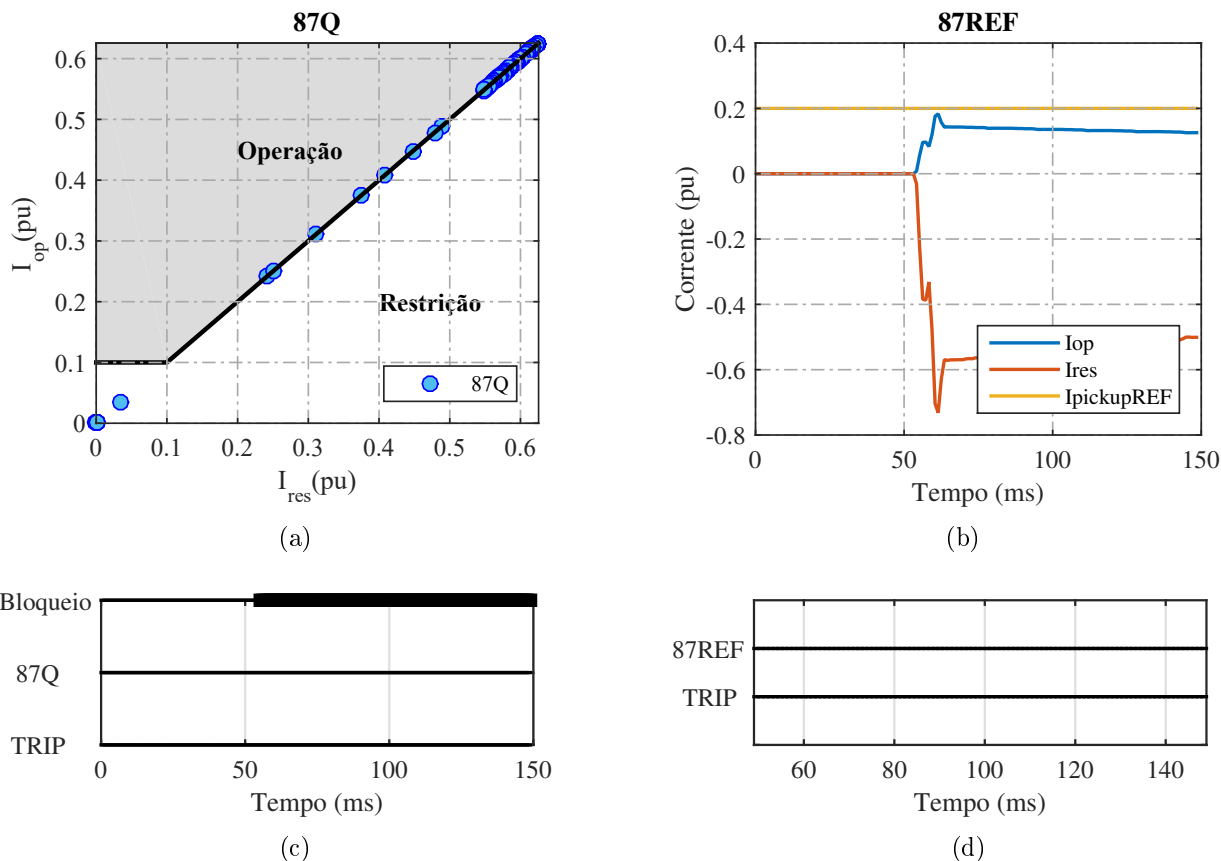 87Q
0.6
0.5
0.4
0.3
0.2
0.1
0
I_op(pu)
Operação
Restrição
87Q
0
0.1
0.2
0.3
0.4
0.5
0.6
I_res(pu)
(a)
87REF
0.4
0.2
0
-0.2
-0.4
-0.6
-0.8
Corrente (pu)
Iop
Ires
IpickupREF
0
50
100
150
Tempo (ms)
(b)
Bloqueio
87Q
TRIP
0
50
100
150
Tempo (ms)
(c)
87REF
TRIP
60
80
100
120
140
Tempo (ms)
(d)